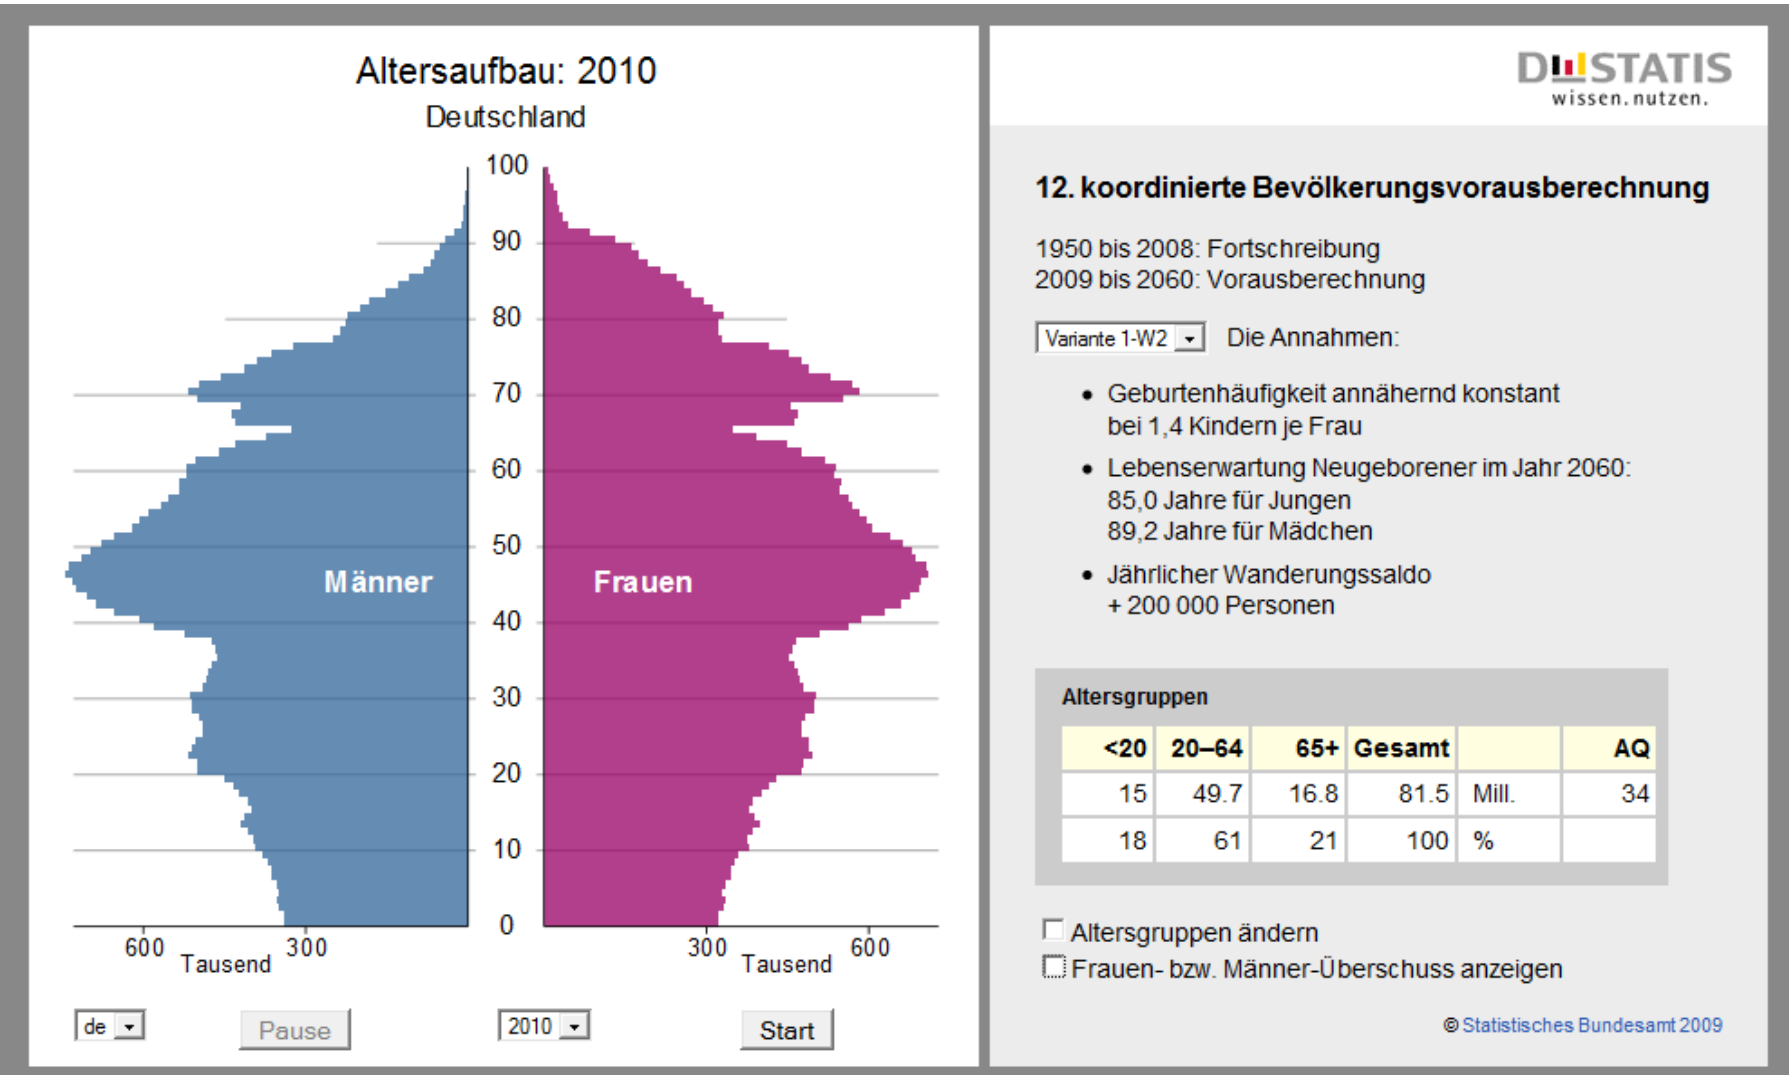 Altersaufbau: 2010
Deutschland
100
90
80
70
60
50
40
30
20
10
0
Männer
Frauen
600
300
Tausend
300
600
Tausend
de
Pause
2010
Start
DESTATIS
wissen.nutzen.
12. koordinierte Bevölkerungsvorausberechnung
1950 bis 2008: Fortschreibung
2009 bis 2060: Vorausberechnung
Variante 1-W2 Die Annahmen:
• Geburtenhäufigkeit annähernd konstant
bei 1,4 Kindern je Frau
• Lebenserwartung Neugeborener im Jahr 2060:
85,0 Jahre für Jungen
89,2 Jahre für Mädchen
• Jährlicher Wanderungssaldo
+ 200 000 Personen
Altersgruppen
<20 20–64 65+ Gesamt AQ
15 49.7 16.8 81.5 Mill. 34
18 61 21 100 %
Altersgruppen ändern
Frauen- bzw. Männer-Überschuss anzeigen
© Statistisches Bundesamt 2009